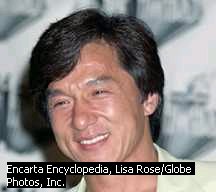 Encarta Encyclopedia, Lisa Rose/Globe
Photos, Inc.